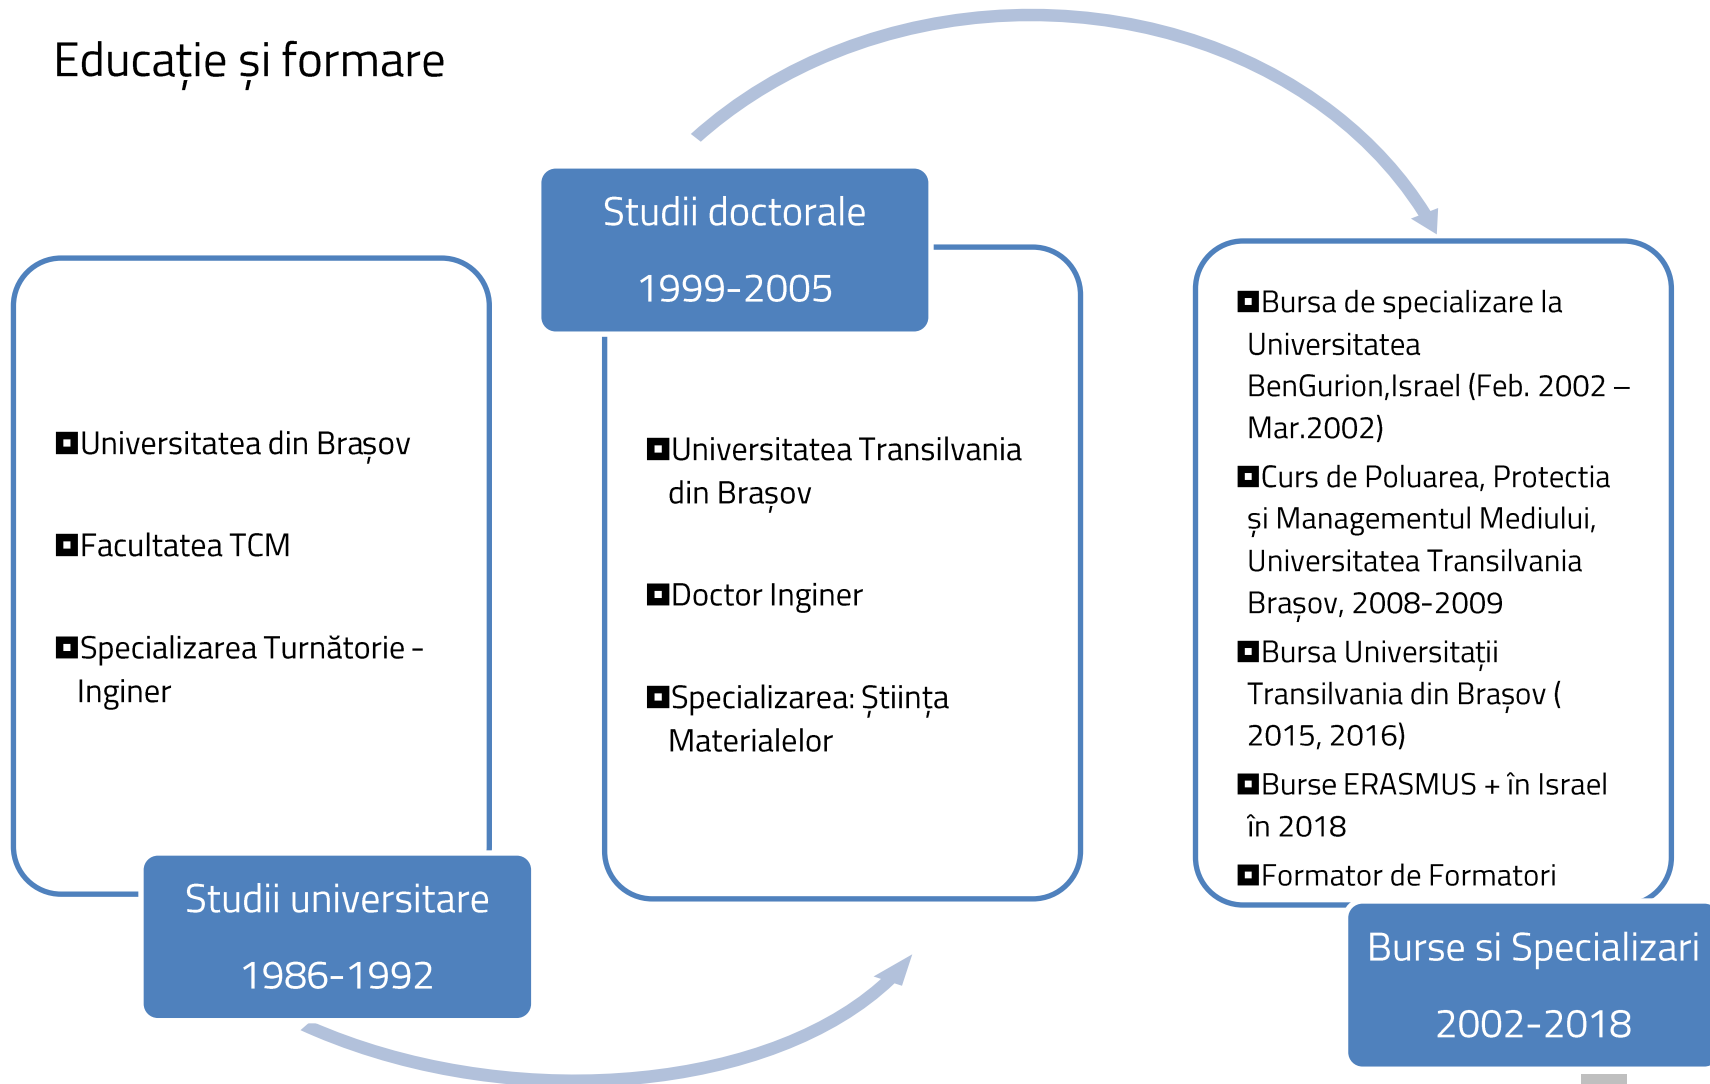 Educație și formare
Universitatea din Brașov
Facultatea TCM
Specializarea Turnătorie -
Inginer
Studii universitare
1986-1992
Studii doctorale
1999-2005
Universitatea Transilvania
din Brașov
Doctor Inginer
Specializarea: Știința
Materialelor
Bursa de specializare la
Universitatea
BenGurion,Israel (Feb. 2002 –
Mar.2002)
Curs de Poluarea, Protectia
și Managementul Mediului,
Universitatea Transilvania
Brașov, 2008-2009
Bursa Universitații
Transilvania din Brașov (
2015, 2016)
Burse ERASMUS + în Israel
în 2018
Formator de Formatori
Burse si Specializari
2002-2018